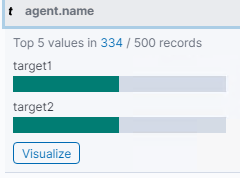 t agent.name
Top 5 values in 334 / 500 records
target1
target2
Visualize